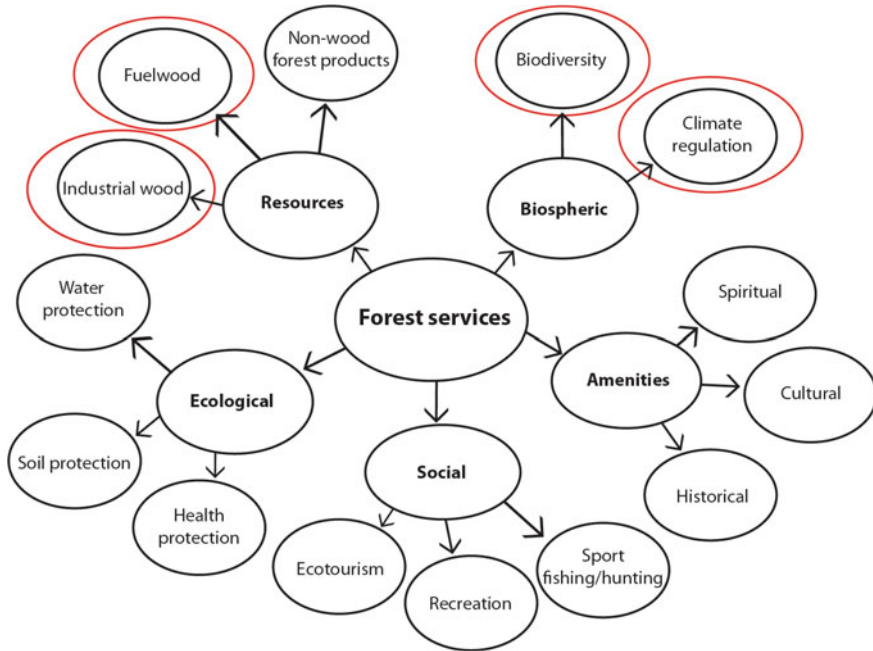 Non-wood
forest products
Fuelwood
Biodiversity
Climate
regulation
Industrial wood
Resources
Biospheric
Water
protection
Spiritual
Forest services
Amenities
Cultural
Ecological
Soil protection
Social
Historical
Health
protection
Ecotourism
Sport
fishing/hunting
Recreation